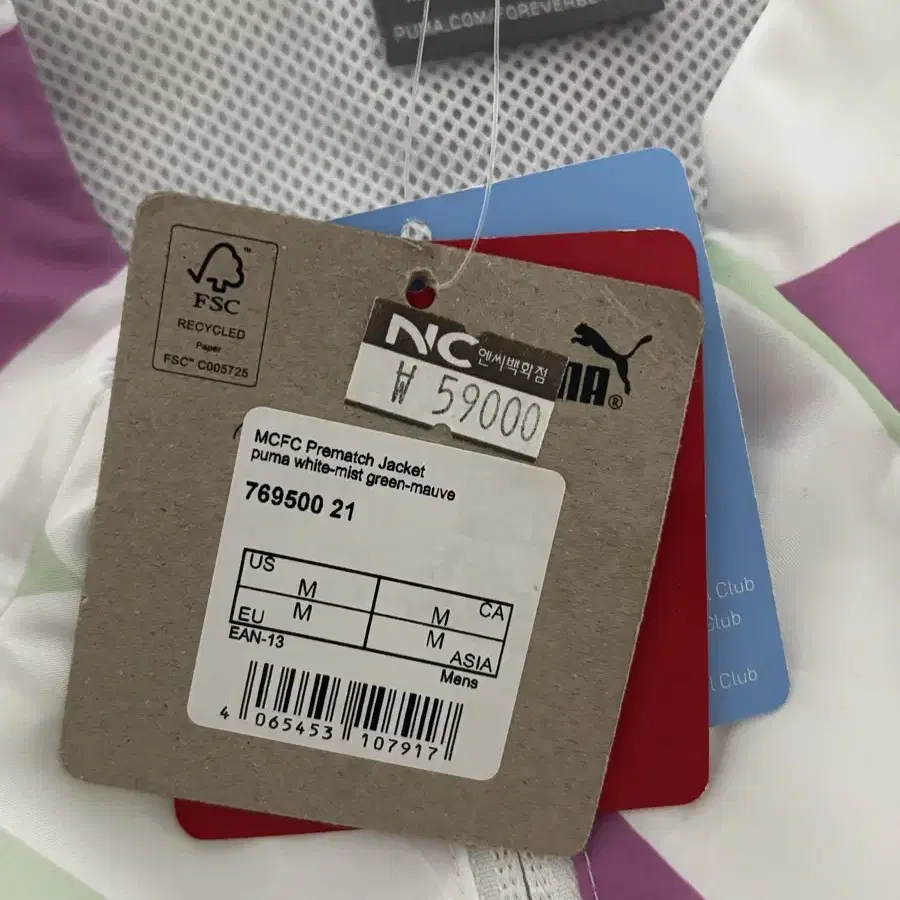 PUMA.COM/FOREVERBE
FSC
RECYCLED
Paper
FSC™ C005725
NC 엔씨백화점
₩ 59000
MA®
MCFC Prematch Jacket
puma white-mist green-mauve
769500 21
US M
M CA
EU M
M ASIA
EAN-13
Mens
4 065453 107917
Club
Club
l Club